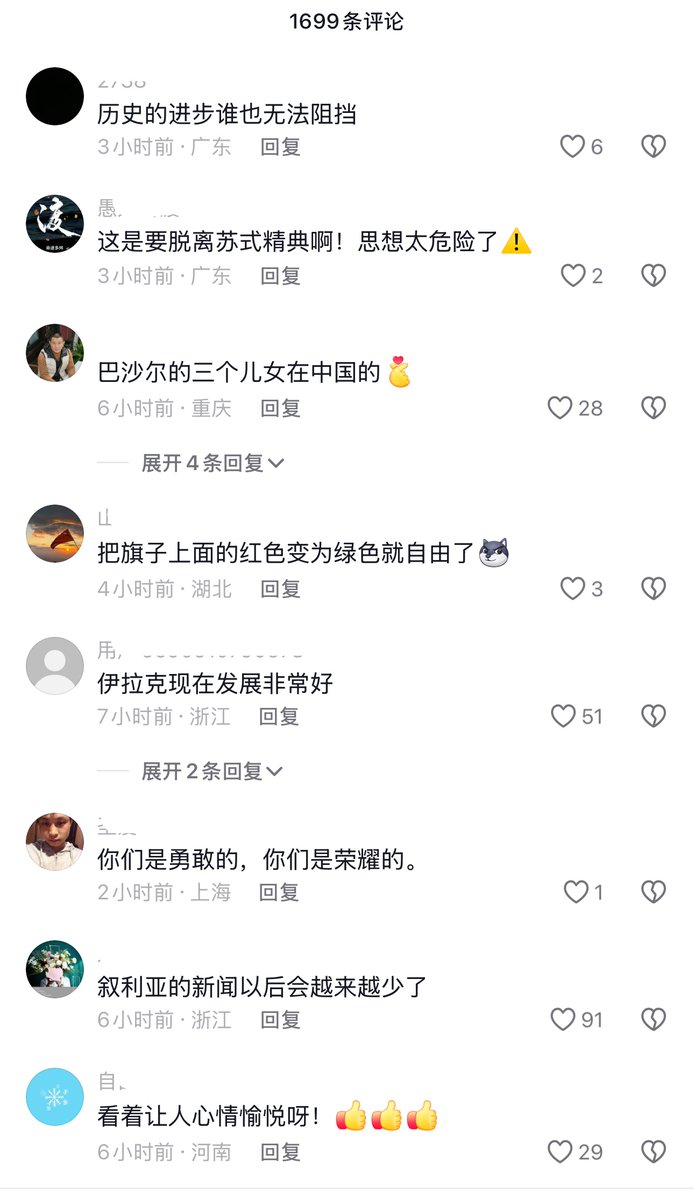 1699条评论
历史的进步谁也无法阻挡
3小时前·广东 回复
6
愚
这是要脱离苏式精典啊！思想太危险了⚠️
3小时前·广东 回复
2
巴沙尔的三个儿女在中国的
6小时前·重庆 回复
28
展开4条回复
把旗子上面的红色变为绿色就自由了
4小时前·湖北 回复
3
伊拉克现在发展非常好
7小时前·浙江 回复
51
展开2条回复
你们是勇敢的，你们是荣耀的。
2小时前·上海 回复
1
叙利亚的新闻以后会越来越少了
6小时前·浙江 回复
91
自
看着让人心情愉悦呀！👍👍👍
6小时前·河南 回复
29